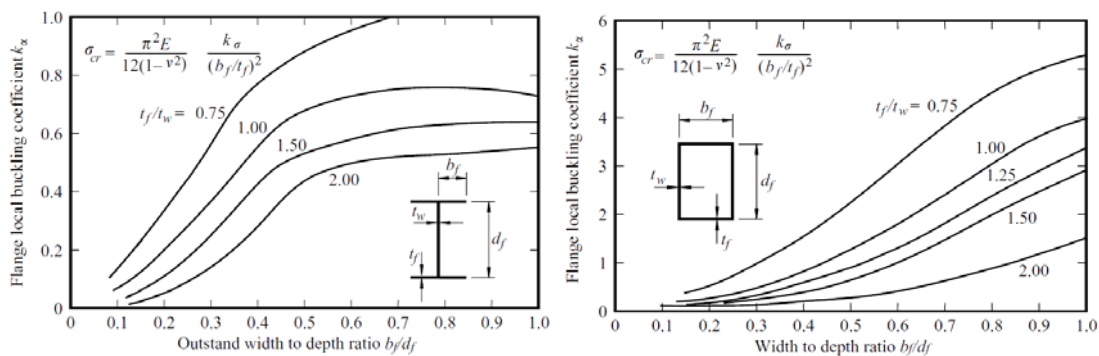 1.0
0.8
0.6
0.4
0.2
0
Flange local buckling coefficient kα
σcr = π²E / 12(1−ν²) kσ / (bf/tf)²
tf/tw = 0.75
1.00
1.50
2.00
bf
tw
df
tf
0 0.1 0.2 0.3 0.4 0.5 0.6 0.7 0.8 0.9 1.0
Outstand width to depth ratio bf/df
6
5
4
3
2
1
0
Flange local buckling coefficient kα
σcr = π²E / 12(1−ν²) kσ / (bf/tf)²
tf/tw = 0.75
bf
1.00
1.25
tw
df
1.50
tf
2.00
0 0.1 0.2 0.3 0.4 0.5 0.6 0.7 0.8 0.9 1.0
Width to depth ratio bf/df